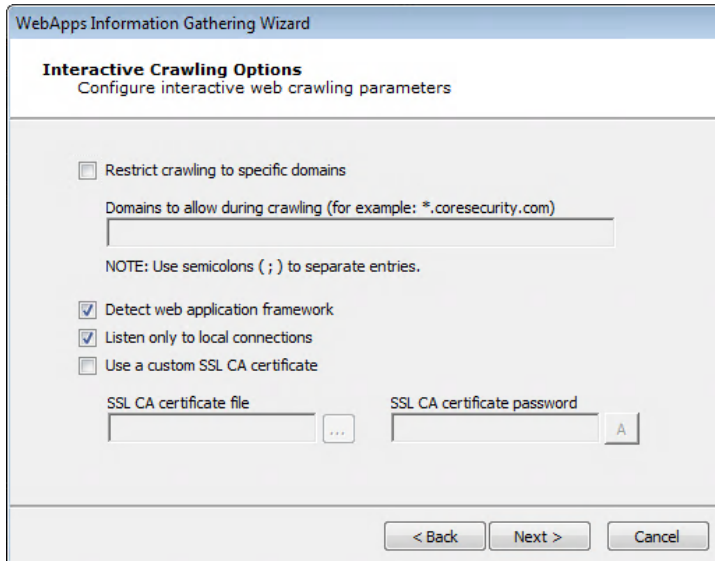 WebApps Information Gathering Wizard
Interactive Crawling Options
Configure interactive web crawling parameters
Restrict crawling to specific domains
Domains to allow during crawling (for example: *.coresecurity.com)
NOTE: Use semicolons ( ; ) to separate entries.
Detect web application framework
Listen only to local connections
Use a custom SSL CA certificate
SSL CA certificate file SSL CA certificate password
... A
< Back Next > Cancel